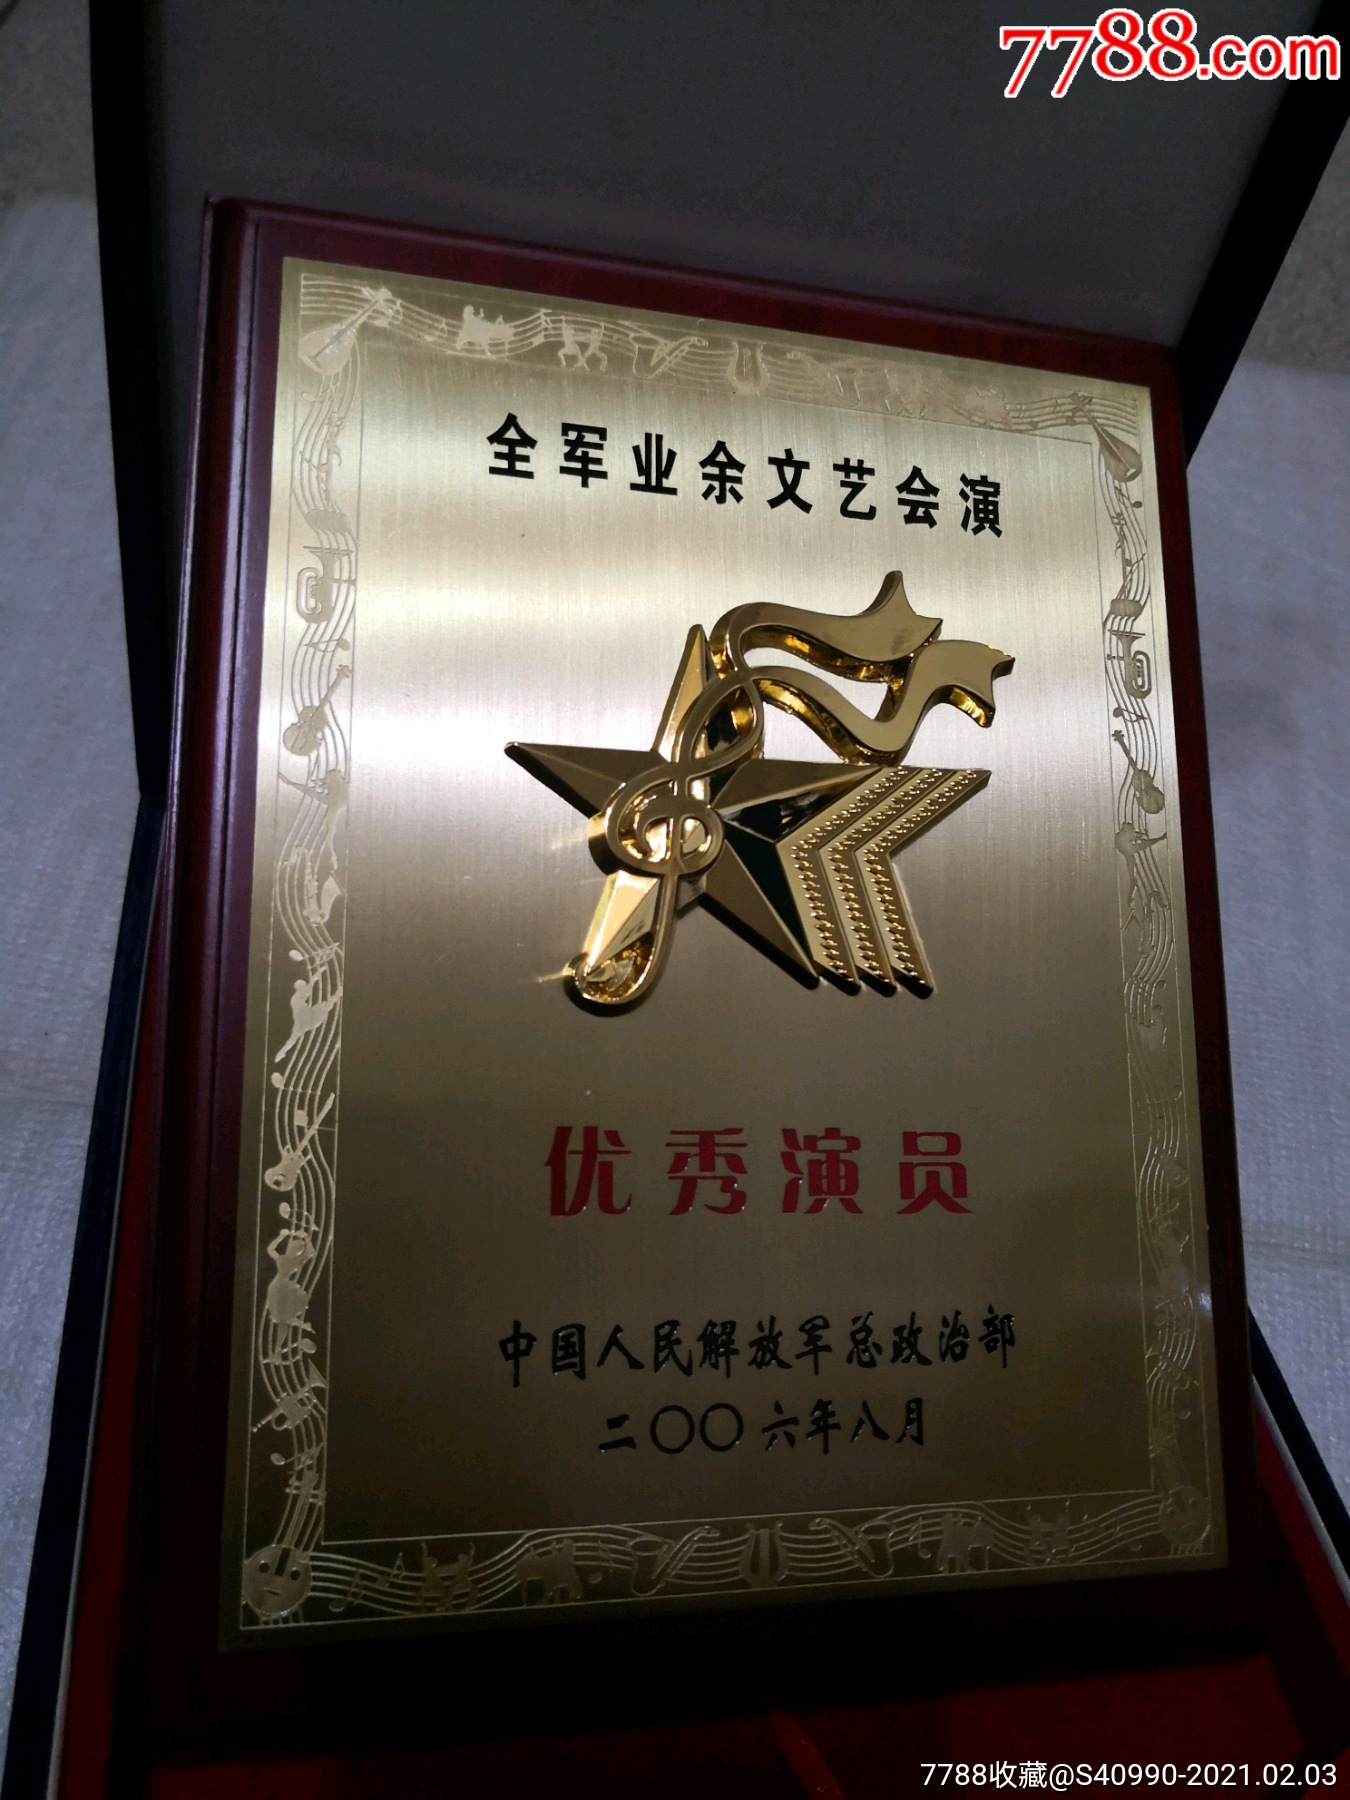 7788.com
全军业余文艺会演
优秀演员
中国人民解放军总政治部
二〇〇六年八月
7788收藏@S40990-2021.02.03